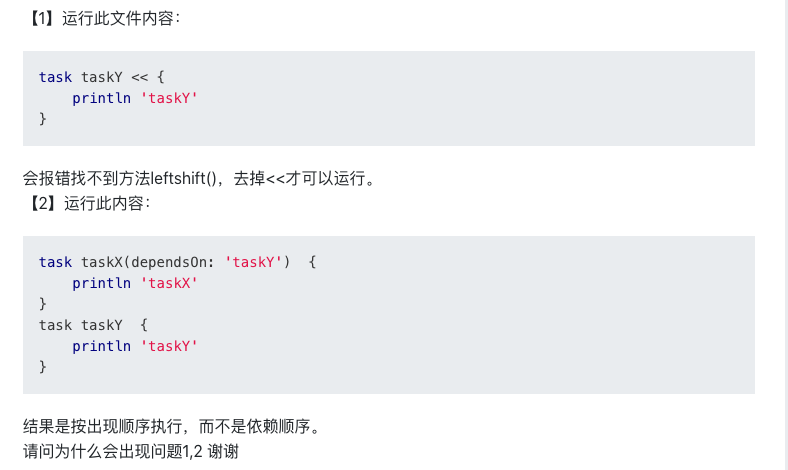 【1】运行此文件内容：
task taskY << {
    println 'taskY'
}
会报错找不到方法leftshift()，去掉<<才可以运行。
【2】运行此内容：
task taskX(dependsOn: 'taskY')  {
    println 'taskX'
}
task taskY  {
    println 'taskY'
}
结果是按出现顺序执行，而不是依赖顺序。
请问为什么会出现问题1,2 谢谢